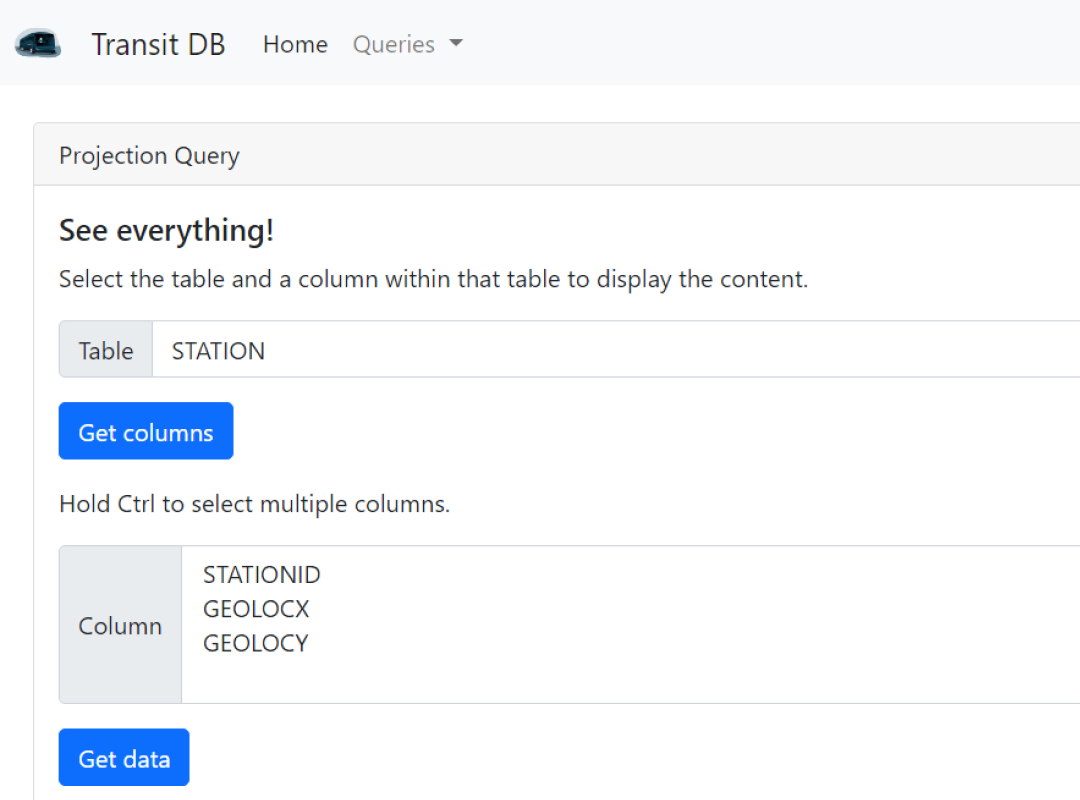 Transit DB Home Queries
Projection Query
See everything!
Select the table and a column within that table to display the content.
Table STATION
Get columns
Hold Ctrl to select multiple columns.
STATIONID
GEOLOCX
Column
GEOLOCY
Get data